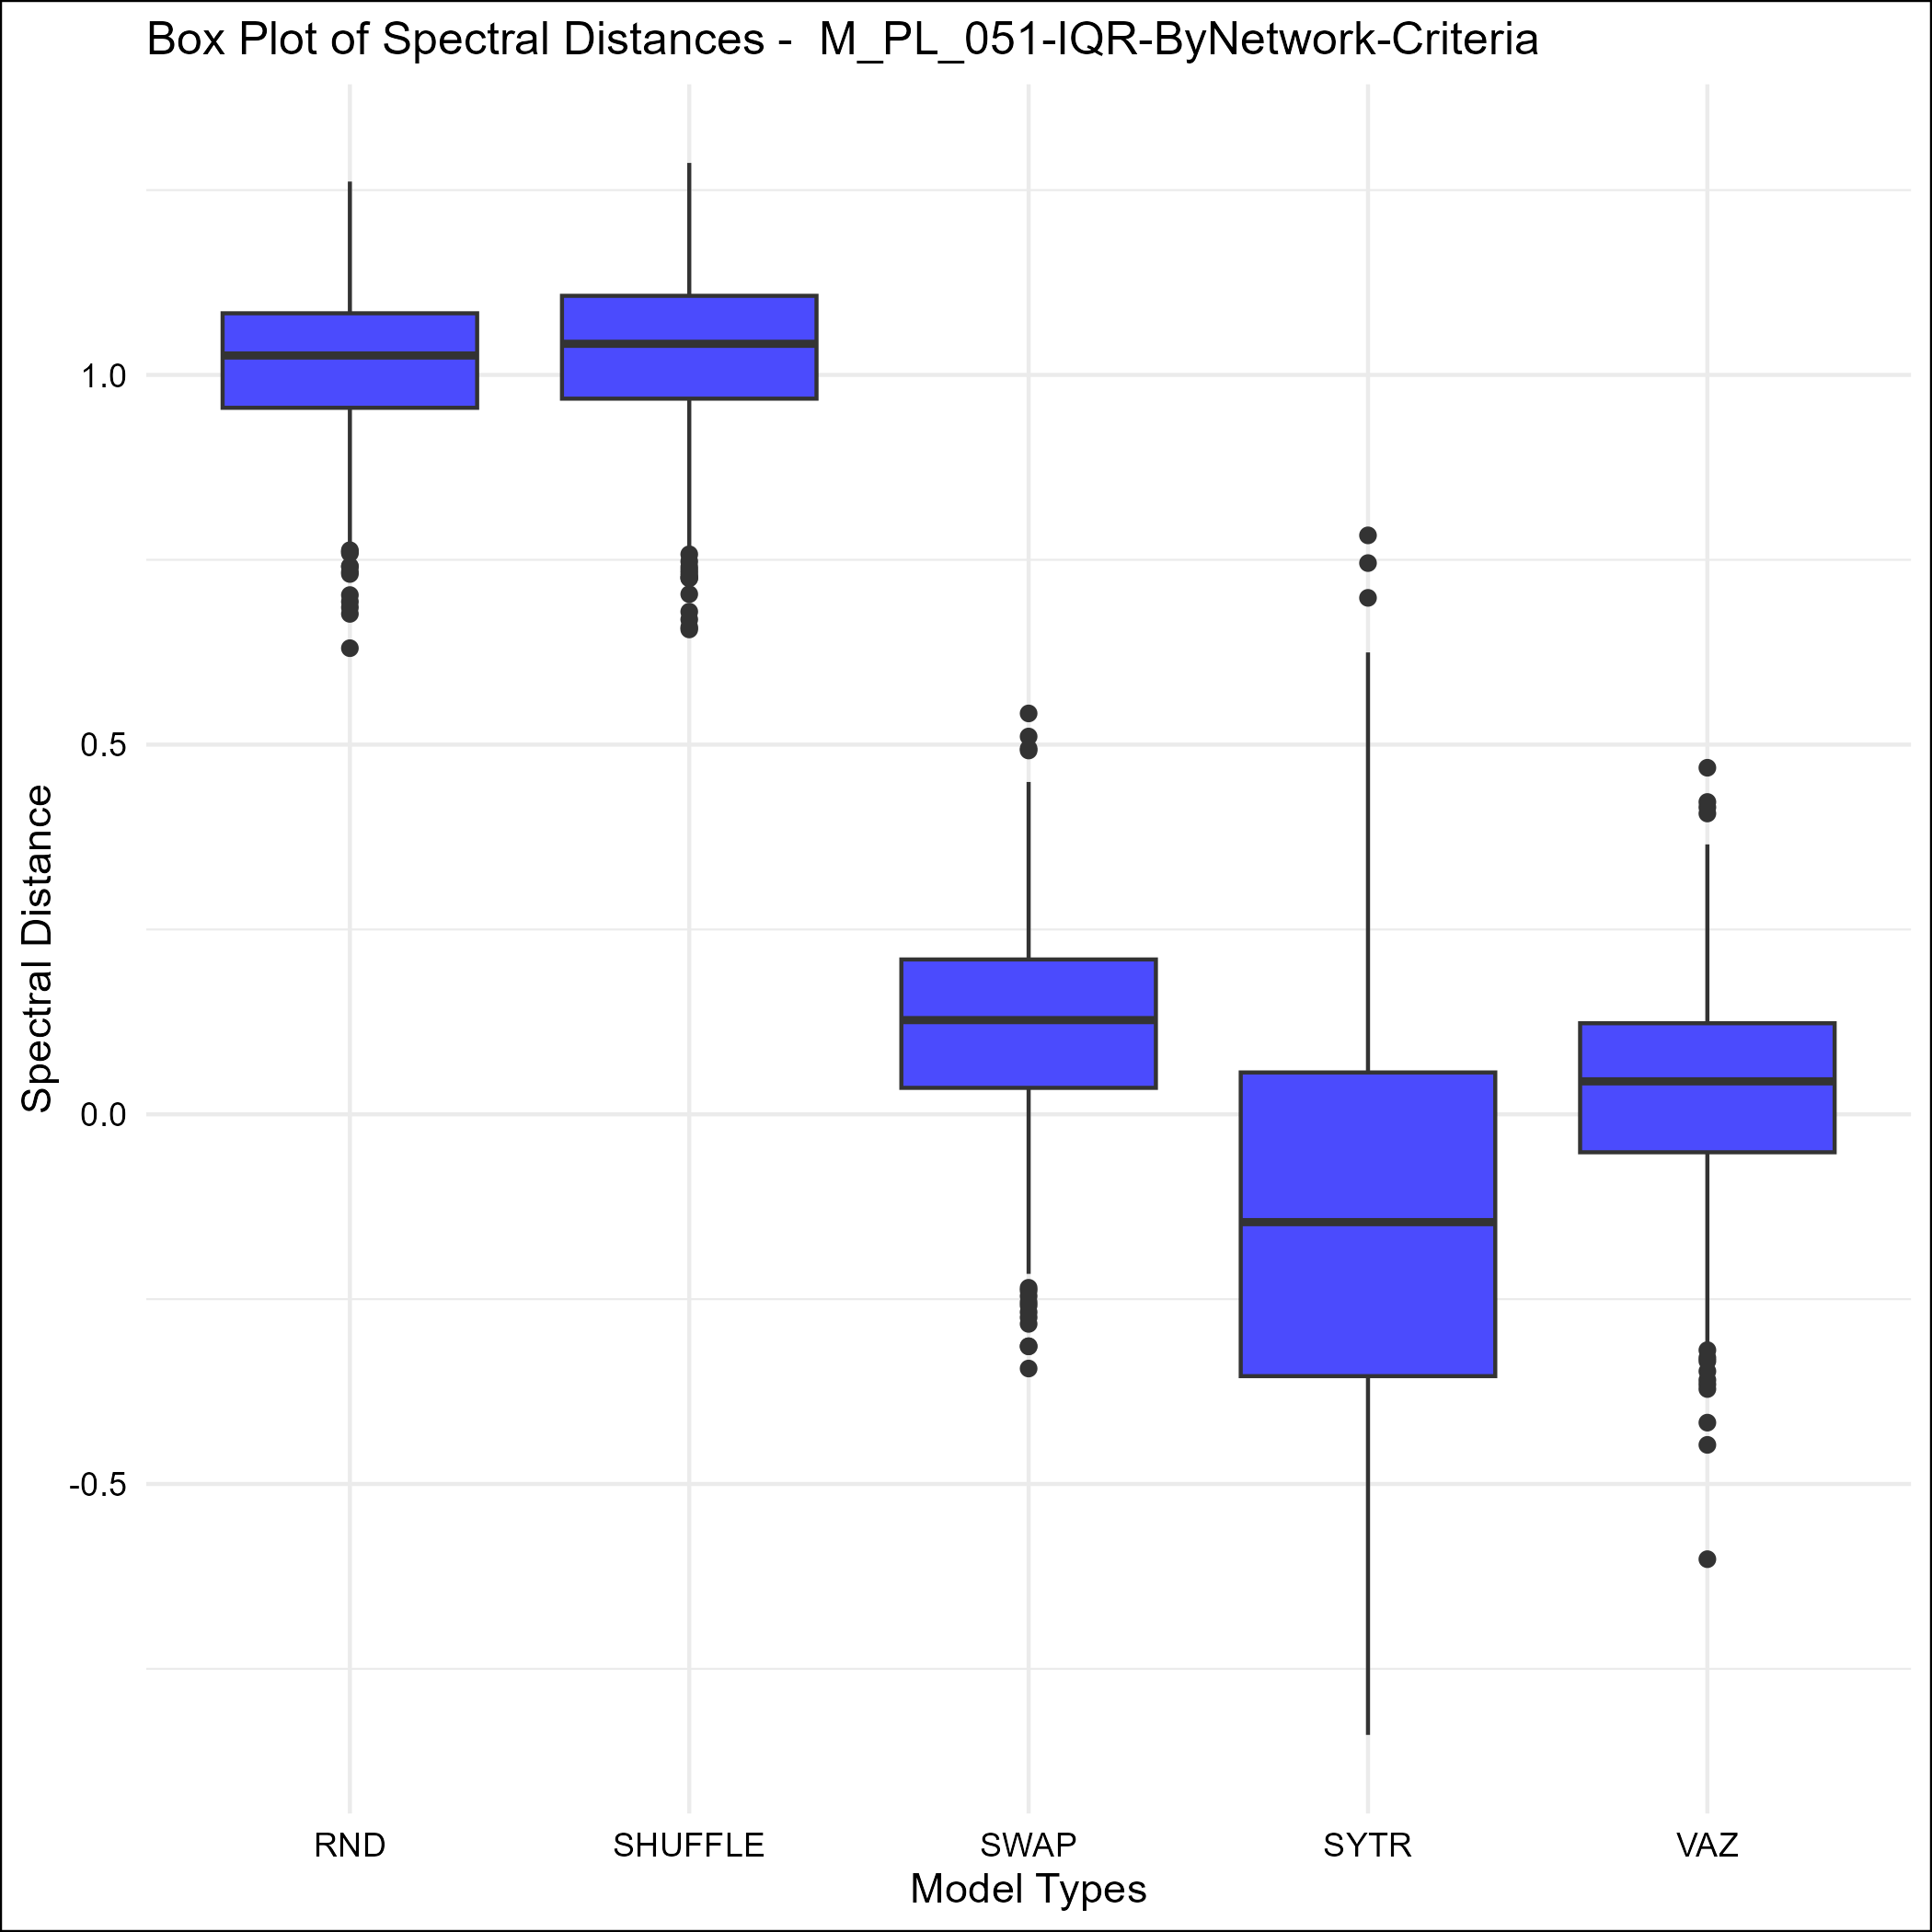 Box Plot of Spectral Distances -  M_PL_051-IQR-ByNetwork-Criteria
Spectral Distance
1.0
0.5
0.0
-0.5
RND SHUFFLE SWAP SYTR VAZ
Model Types